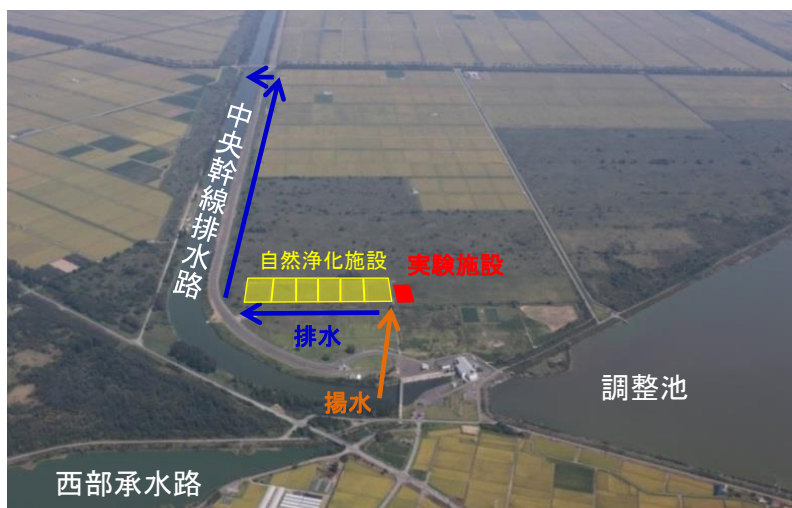 中央幹線排水路
自然浄化施設
実験施設
排水
揚水
調整池
西部承水路